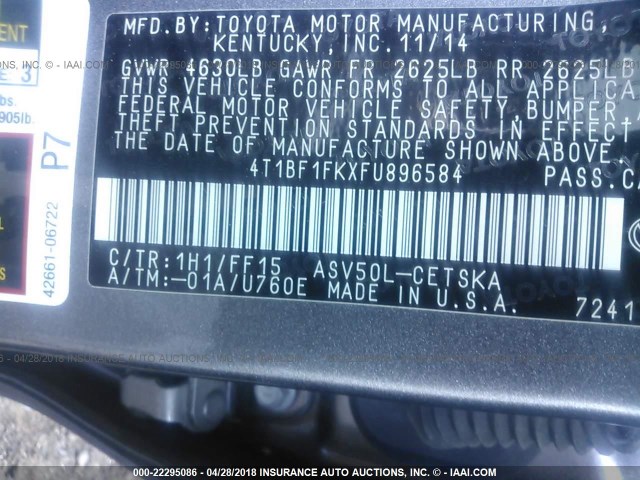 MFD.BY: TOYOTA MOTOR MANUFACTURING,
KENTUCKY, INC. 11/14
GVWR 4630LB GAWR FR 2625LB RR 2625LB
THIS VEHICLE CONFORMS TO ALL APPLICA
FEDERAL MOTOR VEHICLE SAFETY, BUMPER,
THEFT PREVENTION STANDARDS IN EFFECT
THE DATE OF MANUFACTURE SHOWN ABOVE.
4T1BF1FKXFU896584 PASS.CA
C/TR:1H1/FF15 ASV50L-CETSKA
A/TM:-01A/U760E MADE IN U.S.A.
7241
3
905lb.
P7
42661-06722
000-22295086 - 04/28/2018 - INSURANCE AUTO AUCTIONS, INC. - © - IAAI.COM